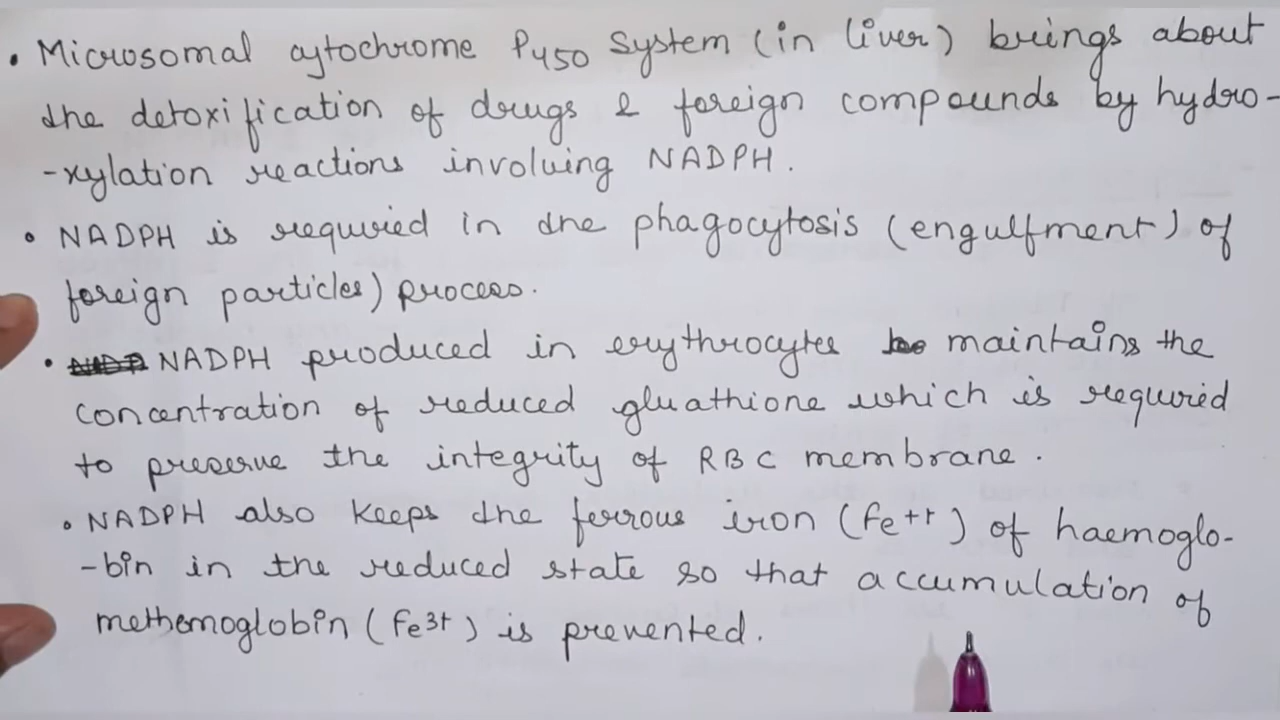 • Microsomal cytochrome P450 system (in liver) brings about
the detoxification of drugs & foreign compounds by hydro-
-xylation reactions involving NADPH.
• NADPH is required in the phagocytosis (engulfment) of
foreign particles) process.
• NADPH produced in erythrocytes maintains the
concentration of reduced gluathione which is required
to preserve the integrity of RBC membrane.
• NADPH also keeps the ferrous iron (Fe++) of haemoglo-
-bin in the reduced state so that accumulation of
methemoglobin (Fe3+) is prevented.